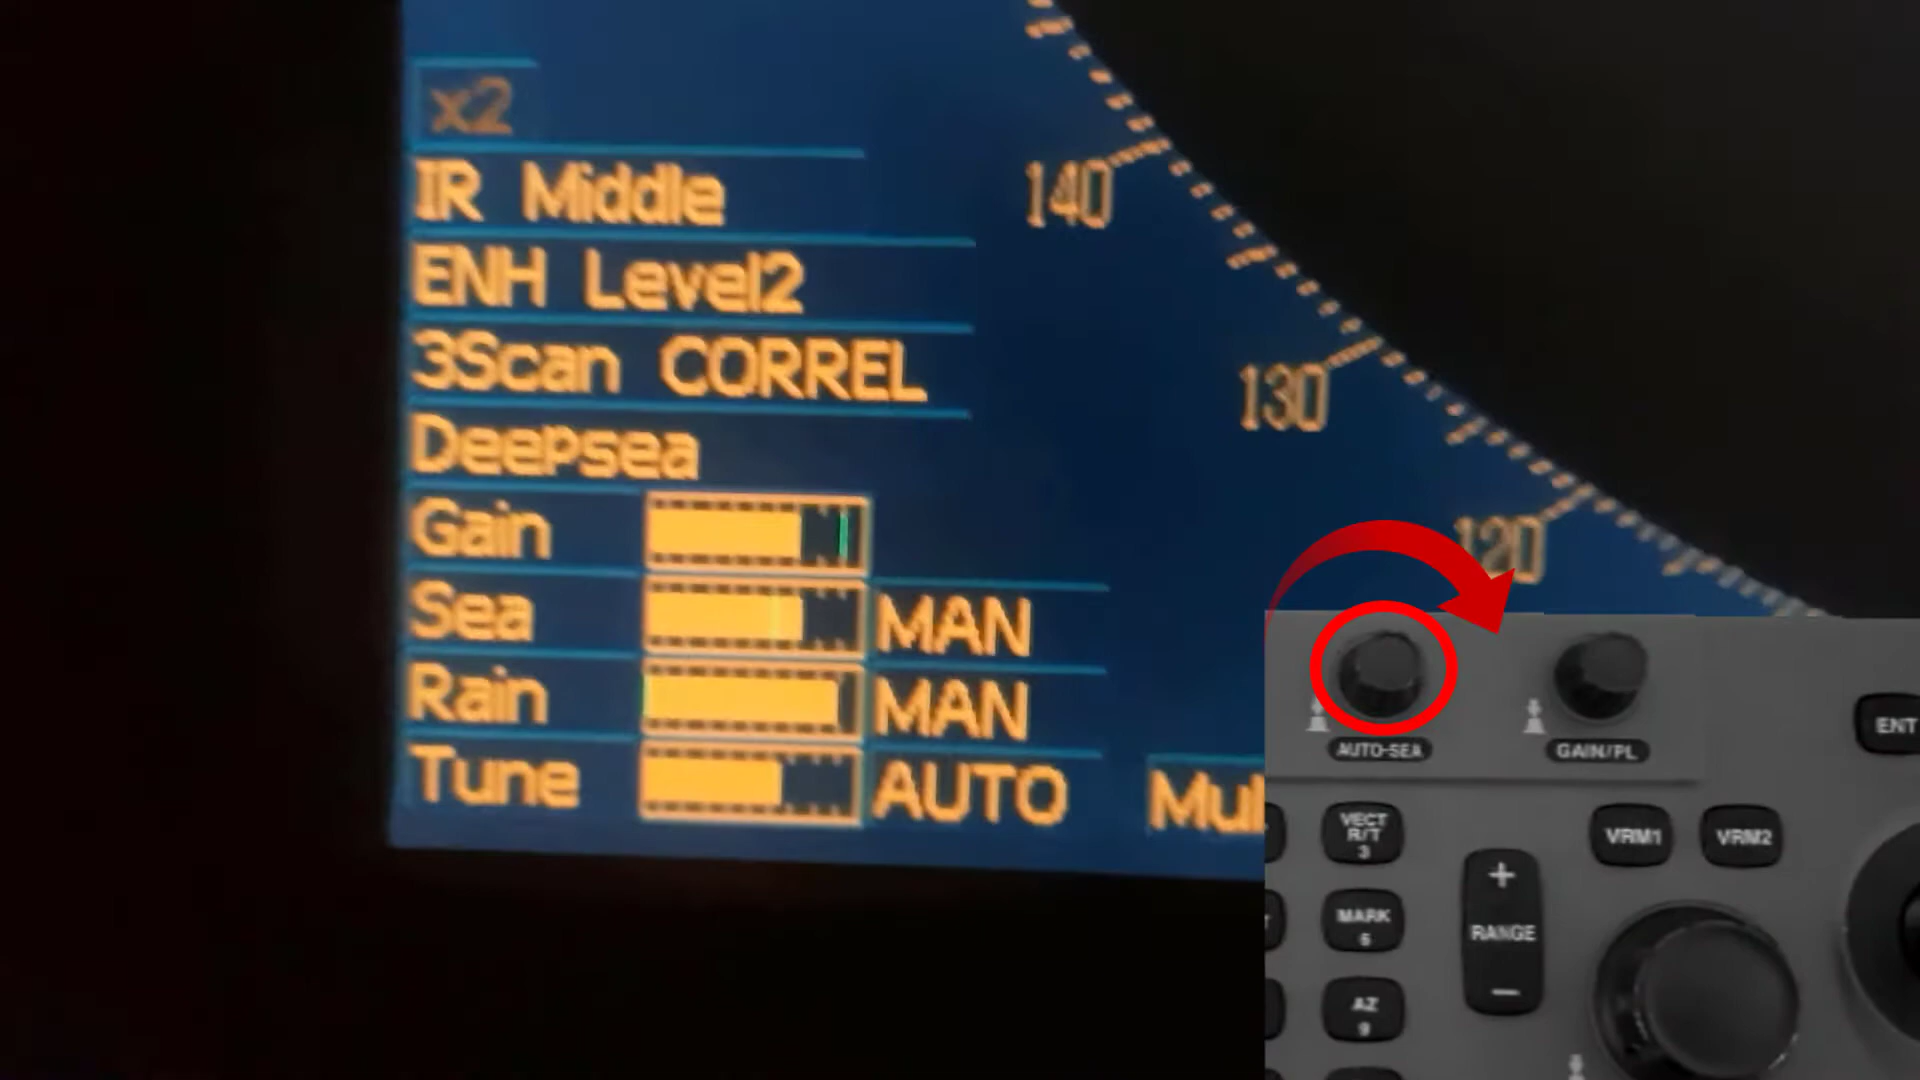 x2
IR Middle
ENH Level2
3Scan CORREL
Deepsea
Gain
Sea MAN
Rain MAN
Tune AUTO
Mul
140
130
120
AUTO-SEA
GAIN/PL
ENT
VECT
R/T
3
VRM1
VRM2
+
RANGE
−
MARK
6
AZ
9